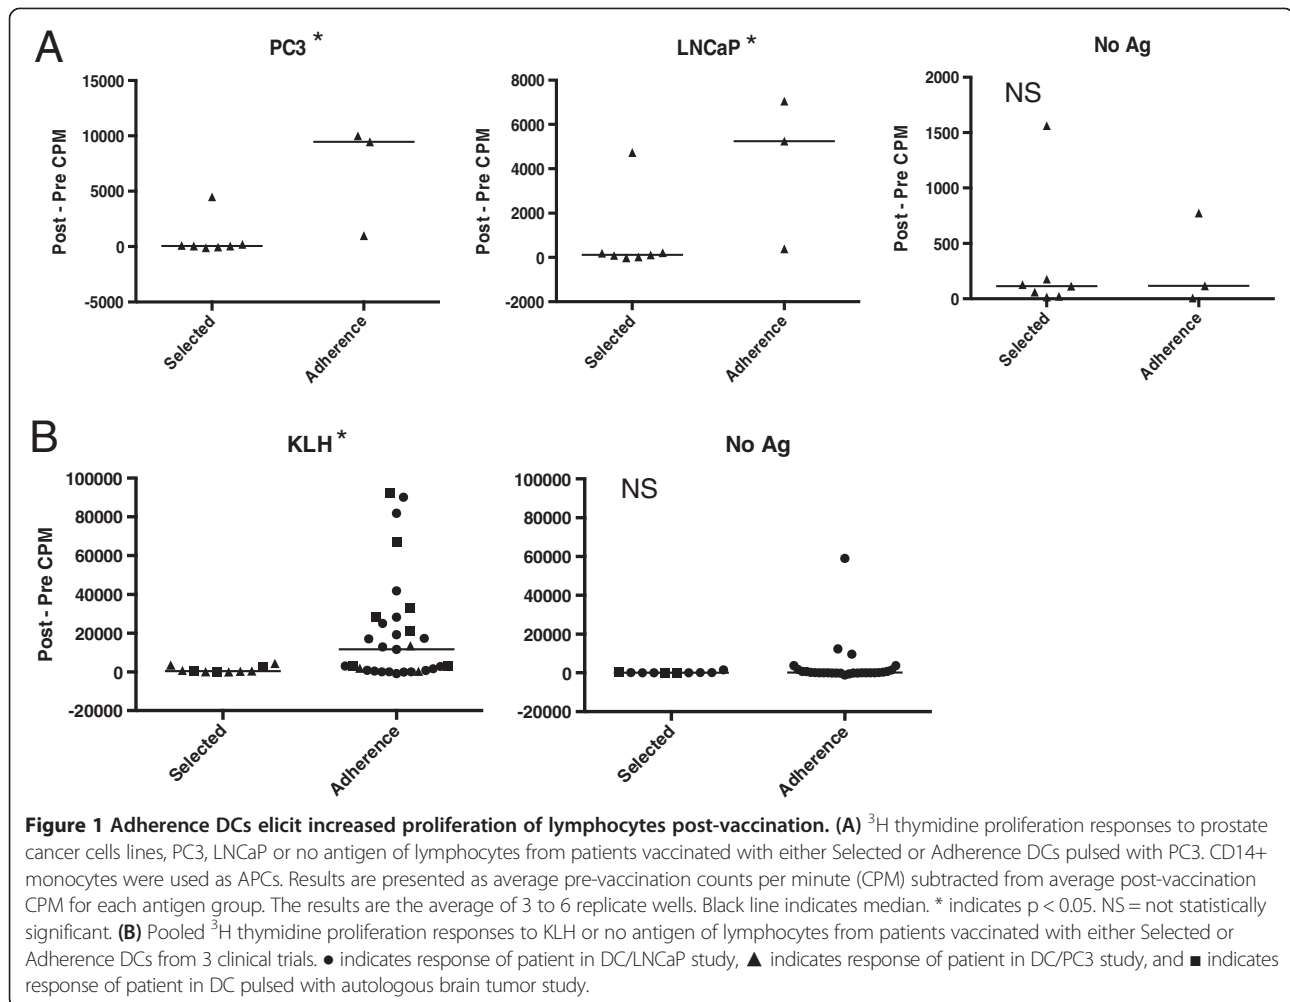 A
PC3 *
15000
10000
5000
0
-5000
Post - Pre CPM
Selected
Adherence
LNCaP *
8000
6000
4000
2000
0
-2000
Post - Pre CPM
Selected
Adherence
No Ag
NS
2000
1500
1000
500
0
Post - Pre CPM
Selected
Adherence
B
KLH *
100000
80000
60000
40000
20000
0
-20000
Post - Pre CPM
Selected
Adherence
No Ag
NS
100000
80000
60000
40000
20000
0
-20000
Selected
Adherence
Figure 1 Adherence DCs elicit increased proliferation of lymphocytes post-vaccination. (A) ³H thymidine proliferation responses to prostate
cancer cells lines, PC3, LNCaP or no antigen of lymphocytes from patients vaccinated with either Selected or Adherence DCs pulsed with PC3. CD14+
monocytes were used as APCs. Results are presented as average pre-vaccination counts per minute (CPM) subtracted from average post-vaccination
CPM for each antigen group. The results are the average of 3 to 6 replicate wells. Black line indicates median. * indicates p < 0.05. NS = not statistically
significant. (B) Pooled ³H thymidine proliferation responses to KLH or no antigen of lymphocytes from patients vaccinated with either Selected or
Adherence DCs from 3 clinical trials. ● indicates response of patient in DC/LNCaP study, ▲ indicates response of patient in DC/PC3 study, and ■ indicates
response of patient in DC pulsed with autologous brain tumor study.